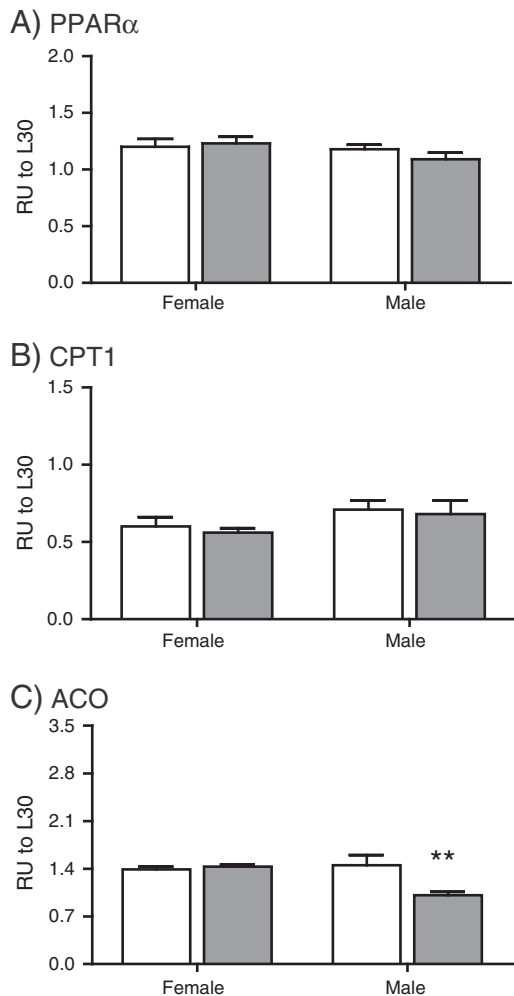 A) PPARα
2.0
1.5
1.0
0.5
0.0
RU to L30
Female Male
B) CPT1
1.5
1.0
0.5
0.0
RU to L30
Female Male
C) ACO
3.5
2.8
2.1
1.4
0.7
0.0
RU to L30
**
Female Male